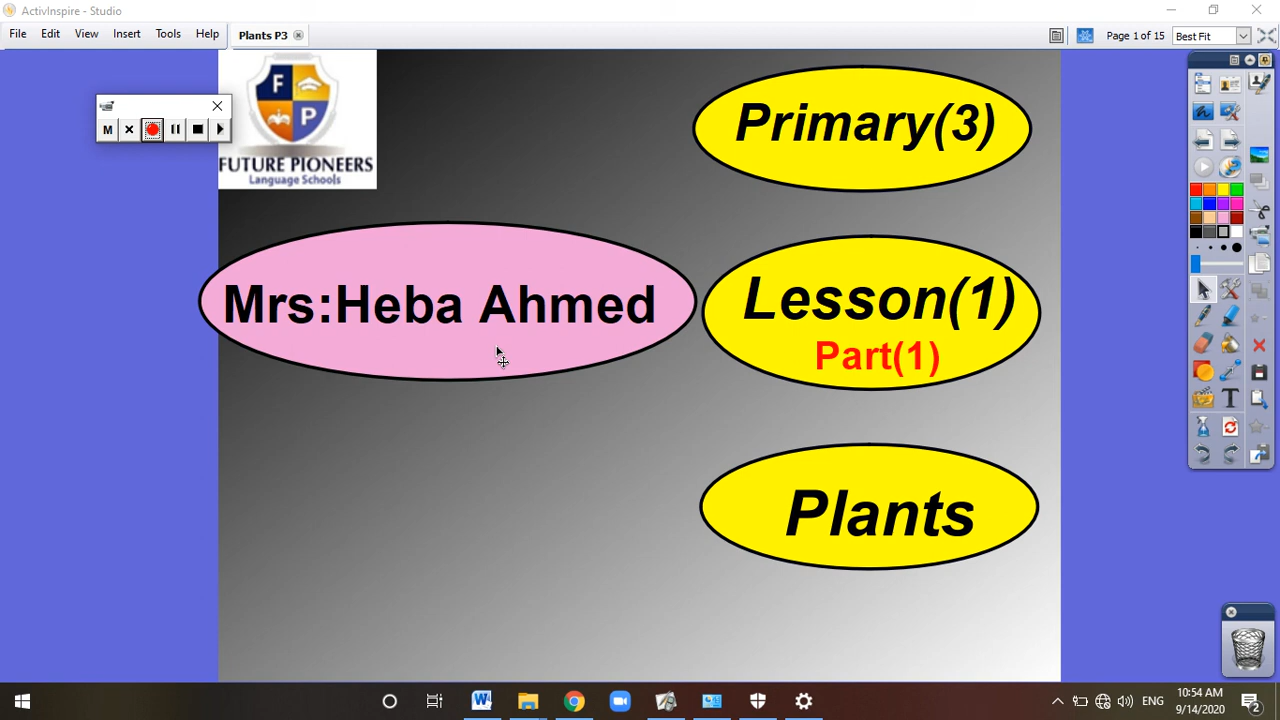 ActivInspire - Studio
File Edit View Insert Tools Help
Plants P3
Page 1 of 15
Best Fit
M
F
P
FUTURE PIONEERS
Language Schools
Primary(3)
Mrs:Heba Ahmed
Lesson(1)
Part(1)
Plants
ENG
10:54 AM
9/14/2020
2